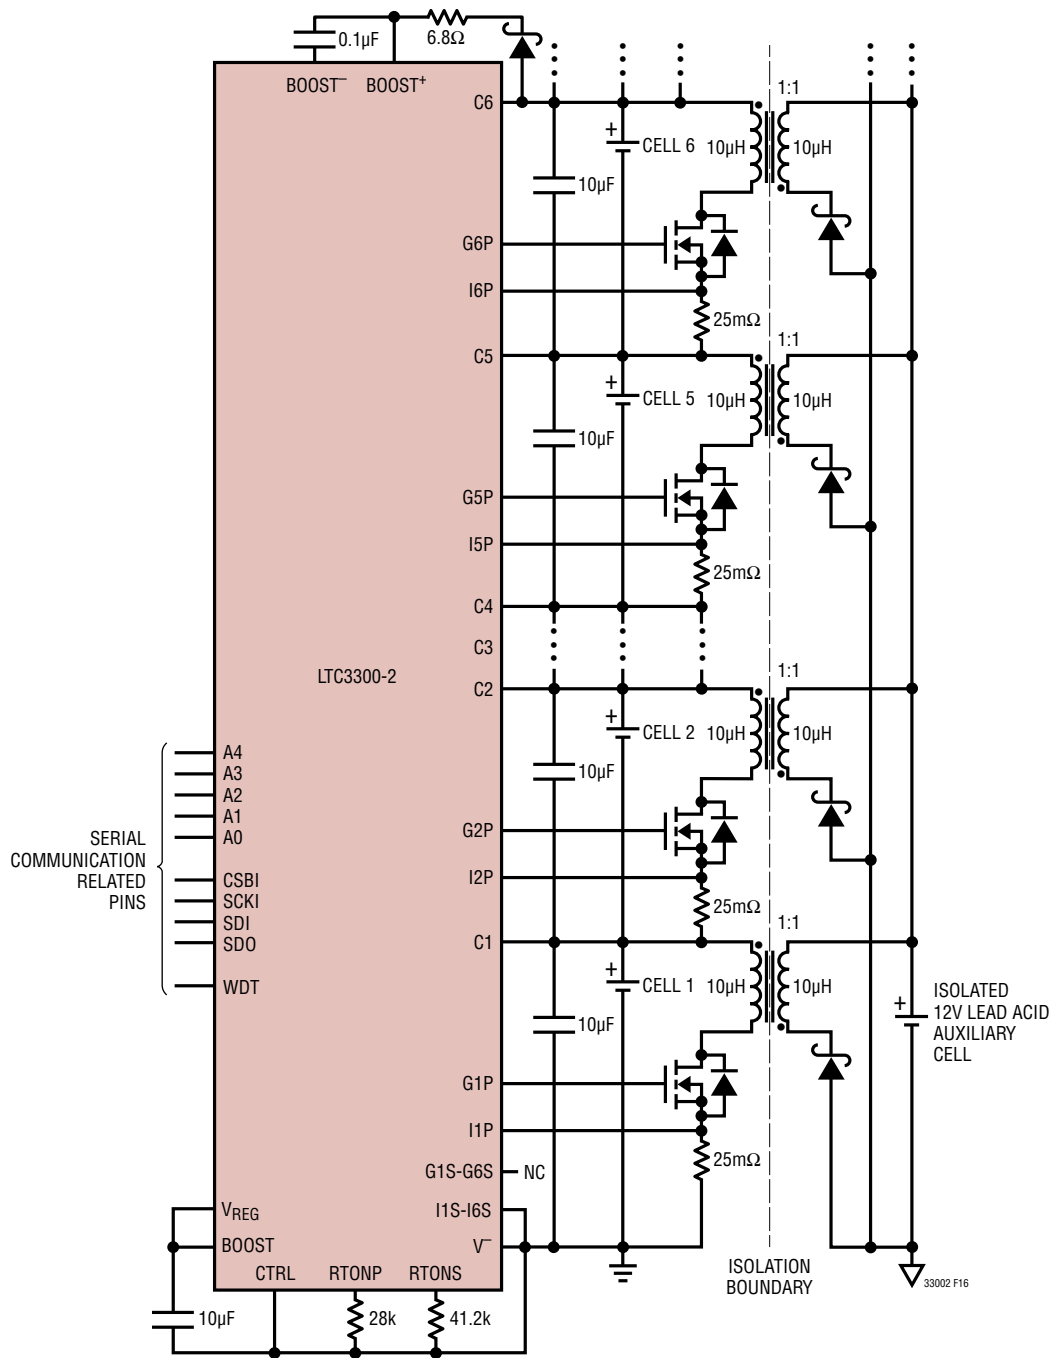 0.1µF
6.8Ω
BOOST⁻ BOOST⁺
C6
1:1
CELL 6
10µH
10µH
10µF
G6P
I6P
25mΩ
C5
1:1
CELL 5
10µH
10µH
10µF
G5P
I5P
25mΩ
C4
C3
LTC3300-2
C2
1:1
CELL 2
10µH
10µH
10µF
G2P
I2P
25mΩ
A4
A3
A2
A1
A0
SERIAL
COMMUNICATION
RELATED
PINS
CSBI
SCKI
SDI
SDO
WDT
C1
1:1
CELL 1
10µH
10µH
10µF
ISOLATED
12V LEAD ACID
AUXILIARY
CELL
G1P
I1P
25mΩ
G1S-G6S
NC
VREG
I1S-I6S
BOOST
V⁻
CTRL RTONP RTONS
ISOLATION
BOUNDARY
33002 F16
10µF
28k
41.2k
+
+
+
+
+